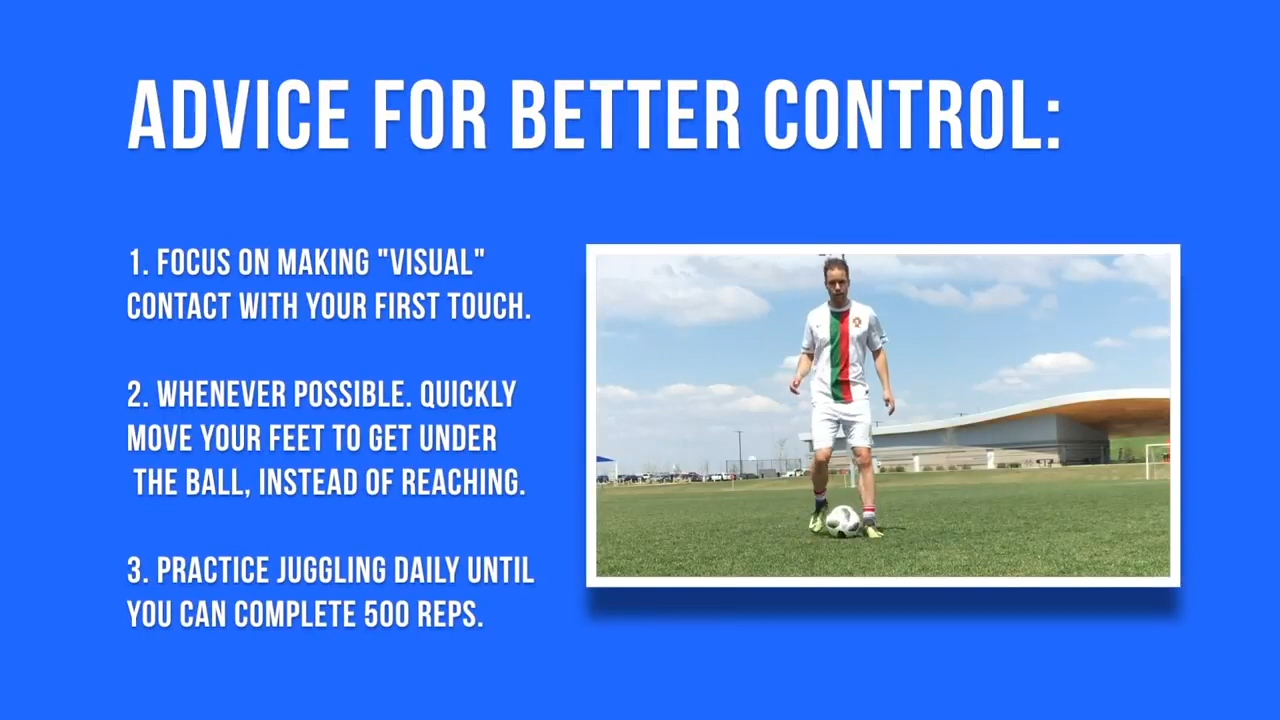 ADVICE FOR BETTER CONTROL:
1. FOCUS ON MAKING "VISUAL"
CONTACT WITH YOUR FIRST TOUCH.
2. WHENEVER POSSIBLE. QUICKLY
MOVE YOUR FEET TO GET UNDER
THE BALL, INSTEAD OF REACHING.
3. PRACTICE JUGGLING DAILY UNTIL
YOU CAN COMPLETE 500 REPS.